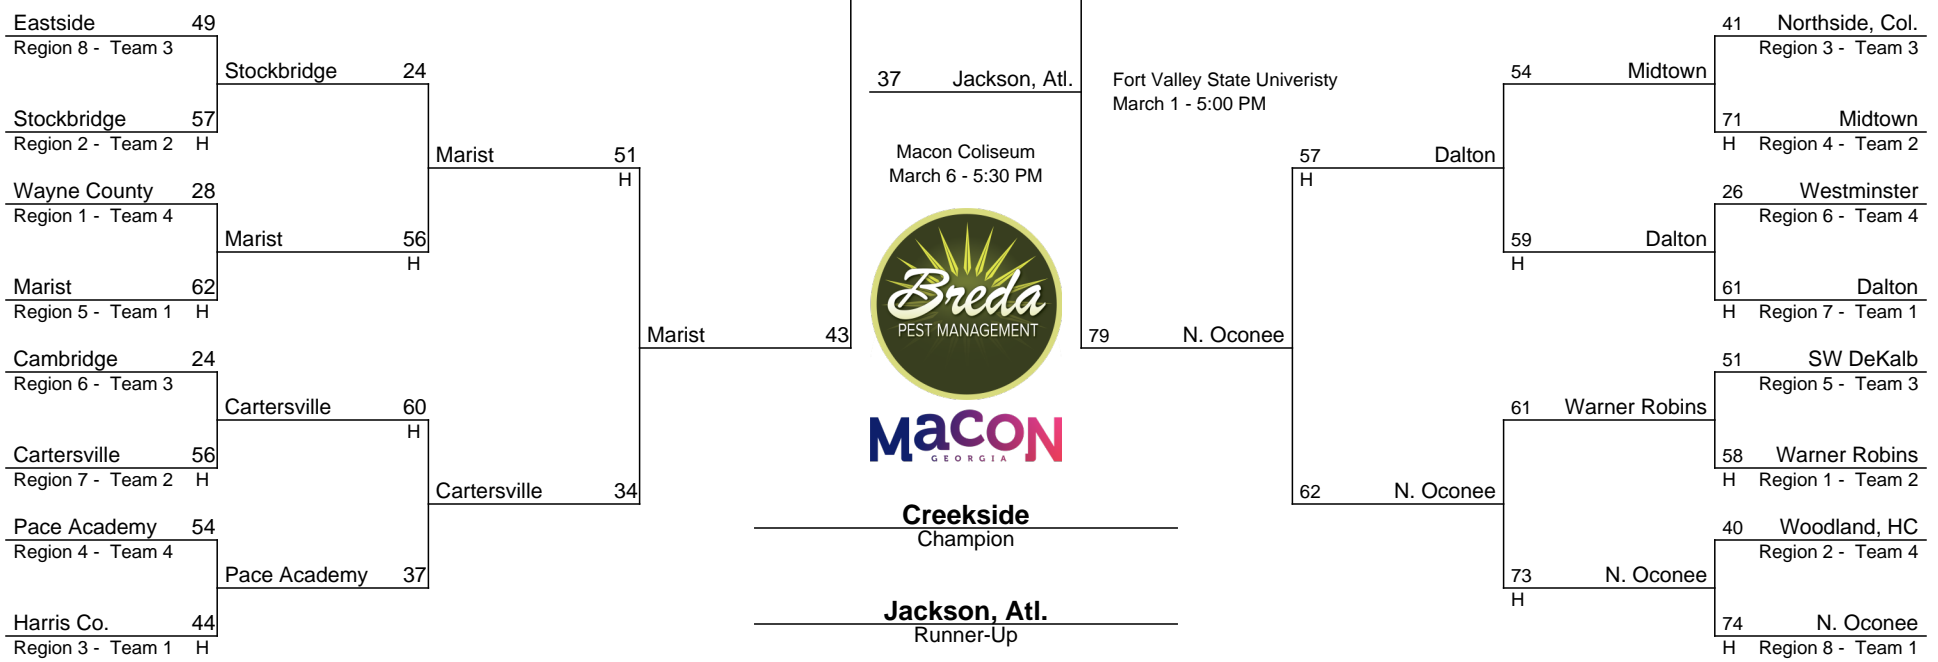 Eastside 49
Region 8 - Team 3
Stockbridge 24
Stockbridge 57
Region 2 - Team 2 H
Marist 51
H
Wayne County 28
Region 1 - Team 4
Marist 56
H
Marist 62
Region 5 - Team 1 H
Marist 43
Cambridge 24
Region 6 - Team 3
Cartersville 60
H
Cartersville 56
Region 7 - Team 2 H
Cartersville 34
Pace Academy 54
Region 4 - Team 4
Pace Academy 37
Harris Co. 44
Region 3 - Team 1 H
37 Jackson, Atl.
Macon Coliseum
March 6 - 5:30 PM
Breda
PEST MANAGEMENT
MACON
GEORGIA
Creekside
Champion
Jackson, Atl.
Runner-Up
Fort Valley State Univeristy
March 1 - 5:00 PM
79 N. Oconee
57 Dalton
H
62 N. Oconee
54 Midtown
59 Dalton
H
61 Warner Robins
73 N. Oconee
H
41 Northside, Col.
Region 3 - Team 3
71 Midtown
H Region 4 - Team 2
26 Westminster
Region 6 - Team 4
61 Dalton
H Region 7 - Team 1
51 SW DeKalb
Region 5 - Team 3
58 Warner Robins
H Region 1 - Team 2
40 Woodland, HC
Region 2 - Team 4
74 N. Oconee
H Region 8 - Team 1